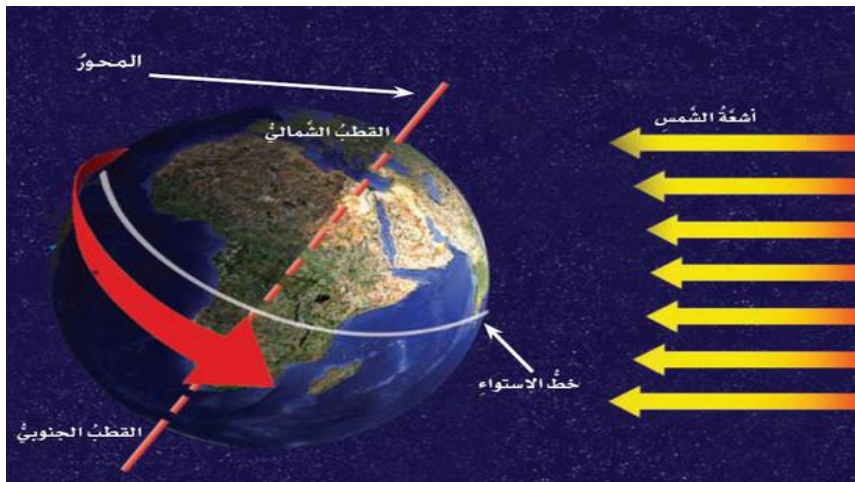 المحورُ
القطبُ الشَّماليُّ
أشعَّةُ الشَّمسِ
خطُّ الاستواءِ
القطبُ الجنوبيُّ